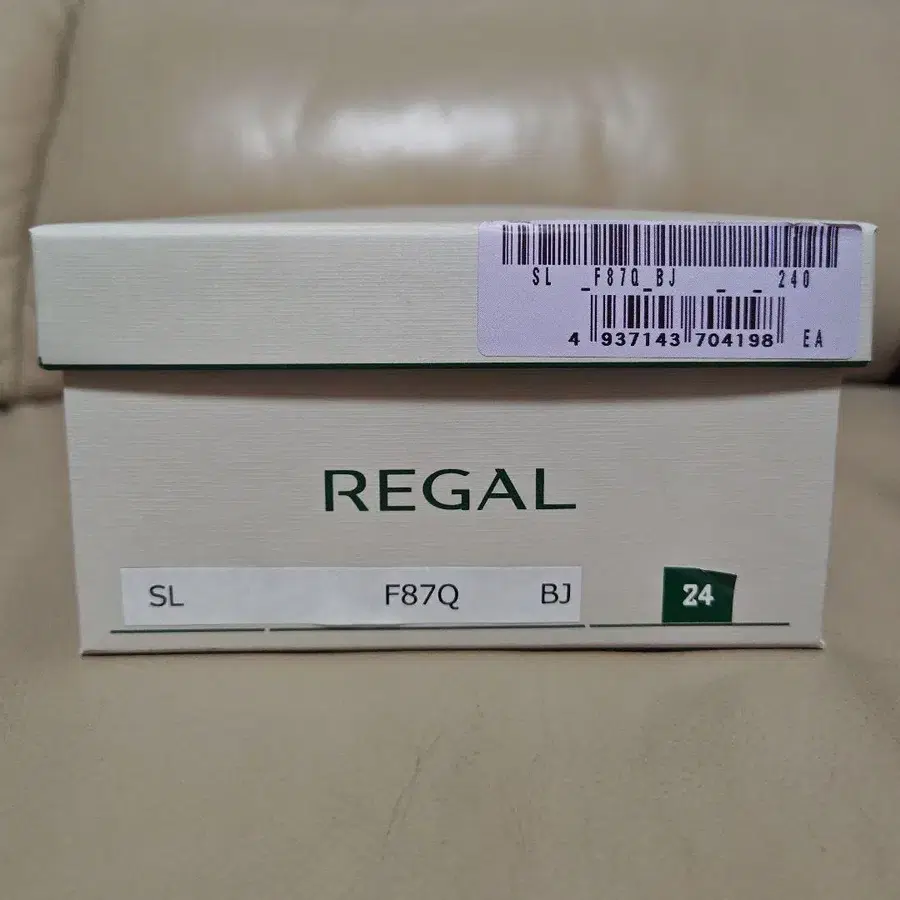 SL _F87Q_BJ _ _ 240
4 937143 704198 EA
REGAL
SL F87Q BJ 24